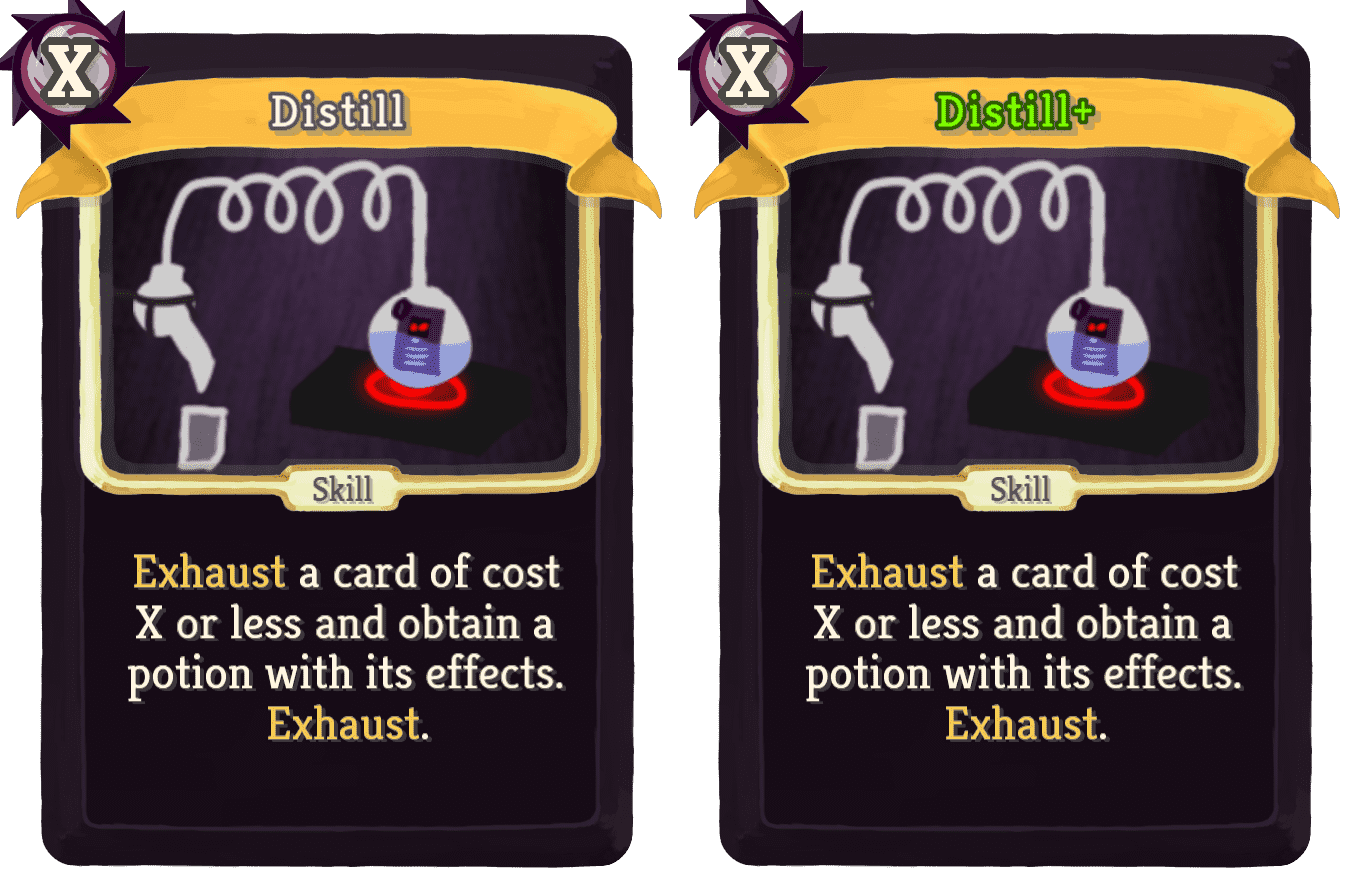 X
Distill
Skill
Exhaust a card of cost
X or less and obtain a
potion with its effects.
Exhaust.
X
Distill+
Skill
Exhaust a card of cost
X or less and obtain a
potion with its effects.
Exhaust.